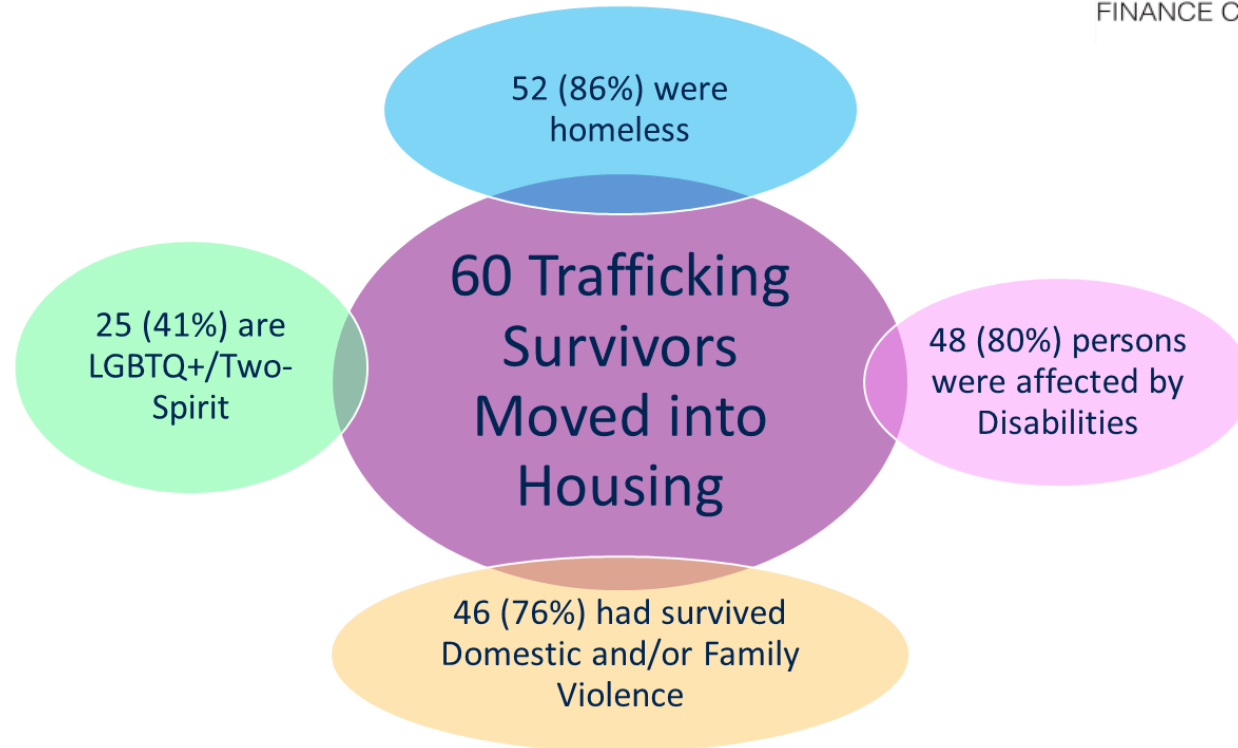 FINANCE C
52 (86%) were
homeless
60 Trafficking
Survivors
Moved into
Housing
25 (41%) are
LGBTQ+/Two-
Spirit
48 (80%) persons
were affected by
Disabilities
46 (76%) had survived
Domestic and/or Family
Violence